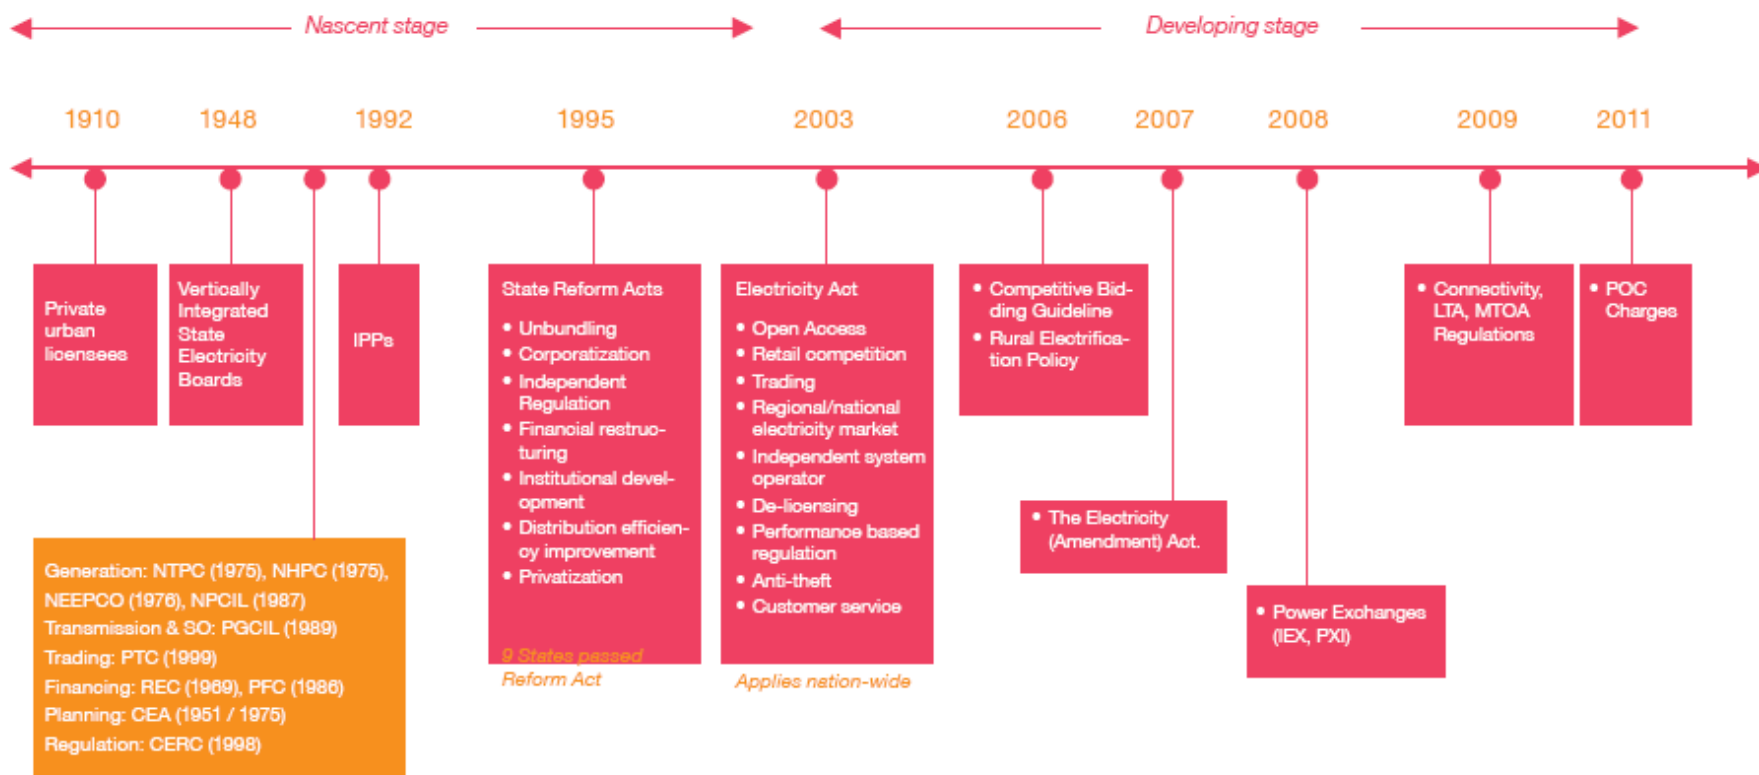 Nascent stage
Developing stage
1910
1948
1992
1995
2003
2006
2007
2008
2009
2011
Private
urban
licensees
Vertically
Integrated
State
Electricity
Boards
IPPs
State Reform Acts
• Unbundling
• Corporatization
• Independent
Regulation
• Financial restruc-
turing
• Institutional devel-
opment
• Distribution efficien-
cy improvement
• Privatization
9 States passed
Reform Act
Electricity Act
• Open Access
• Retail competition
• Trading
• Regional/national
electricity market
• Independent system
operator
• De-licensing
• Performance based
regulation
• Anti-theft
• Customer service
Applies nation-wide
• Competitive Bid-
ding Guideline
• Rural Electrifica-
tion Policy
• The Electricity
(Amendment) Act.
• Power Exchanges
(IEX, PXI)
• Connectivity,
LTA, MTOA
Regulations
• POC
Charges
Generation: NTPC (1975), NHPC (1975),
NEEPCO (1976), NPCIL (1987)
Transmission & SO: PGCIL (1989)
Trading: PTC (1999)
Financing: REC (1969), PFC (1986)
Planning: CEA (1951 / 1975)
Regulation: CERC (1998)